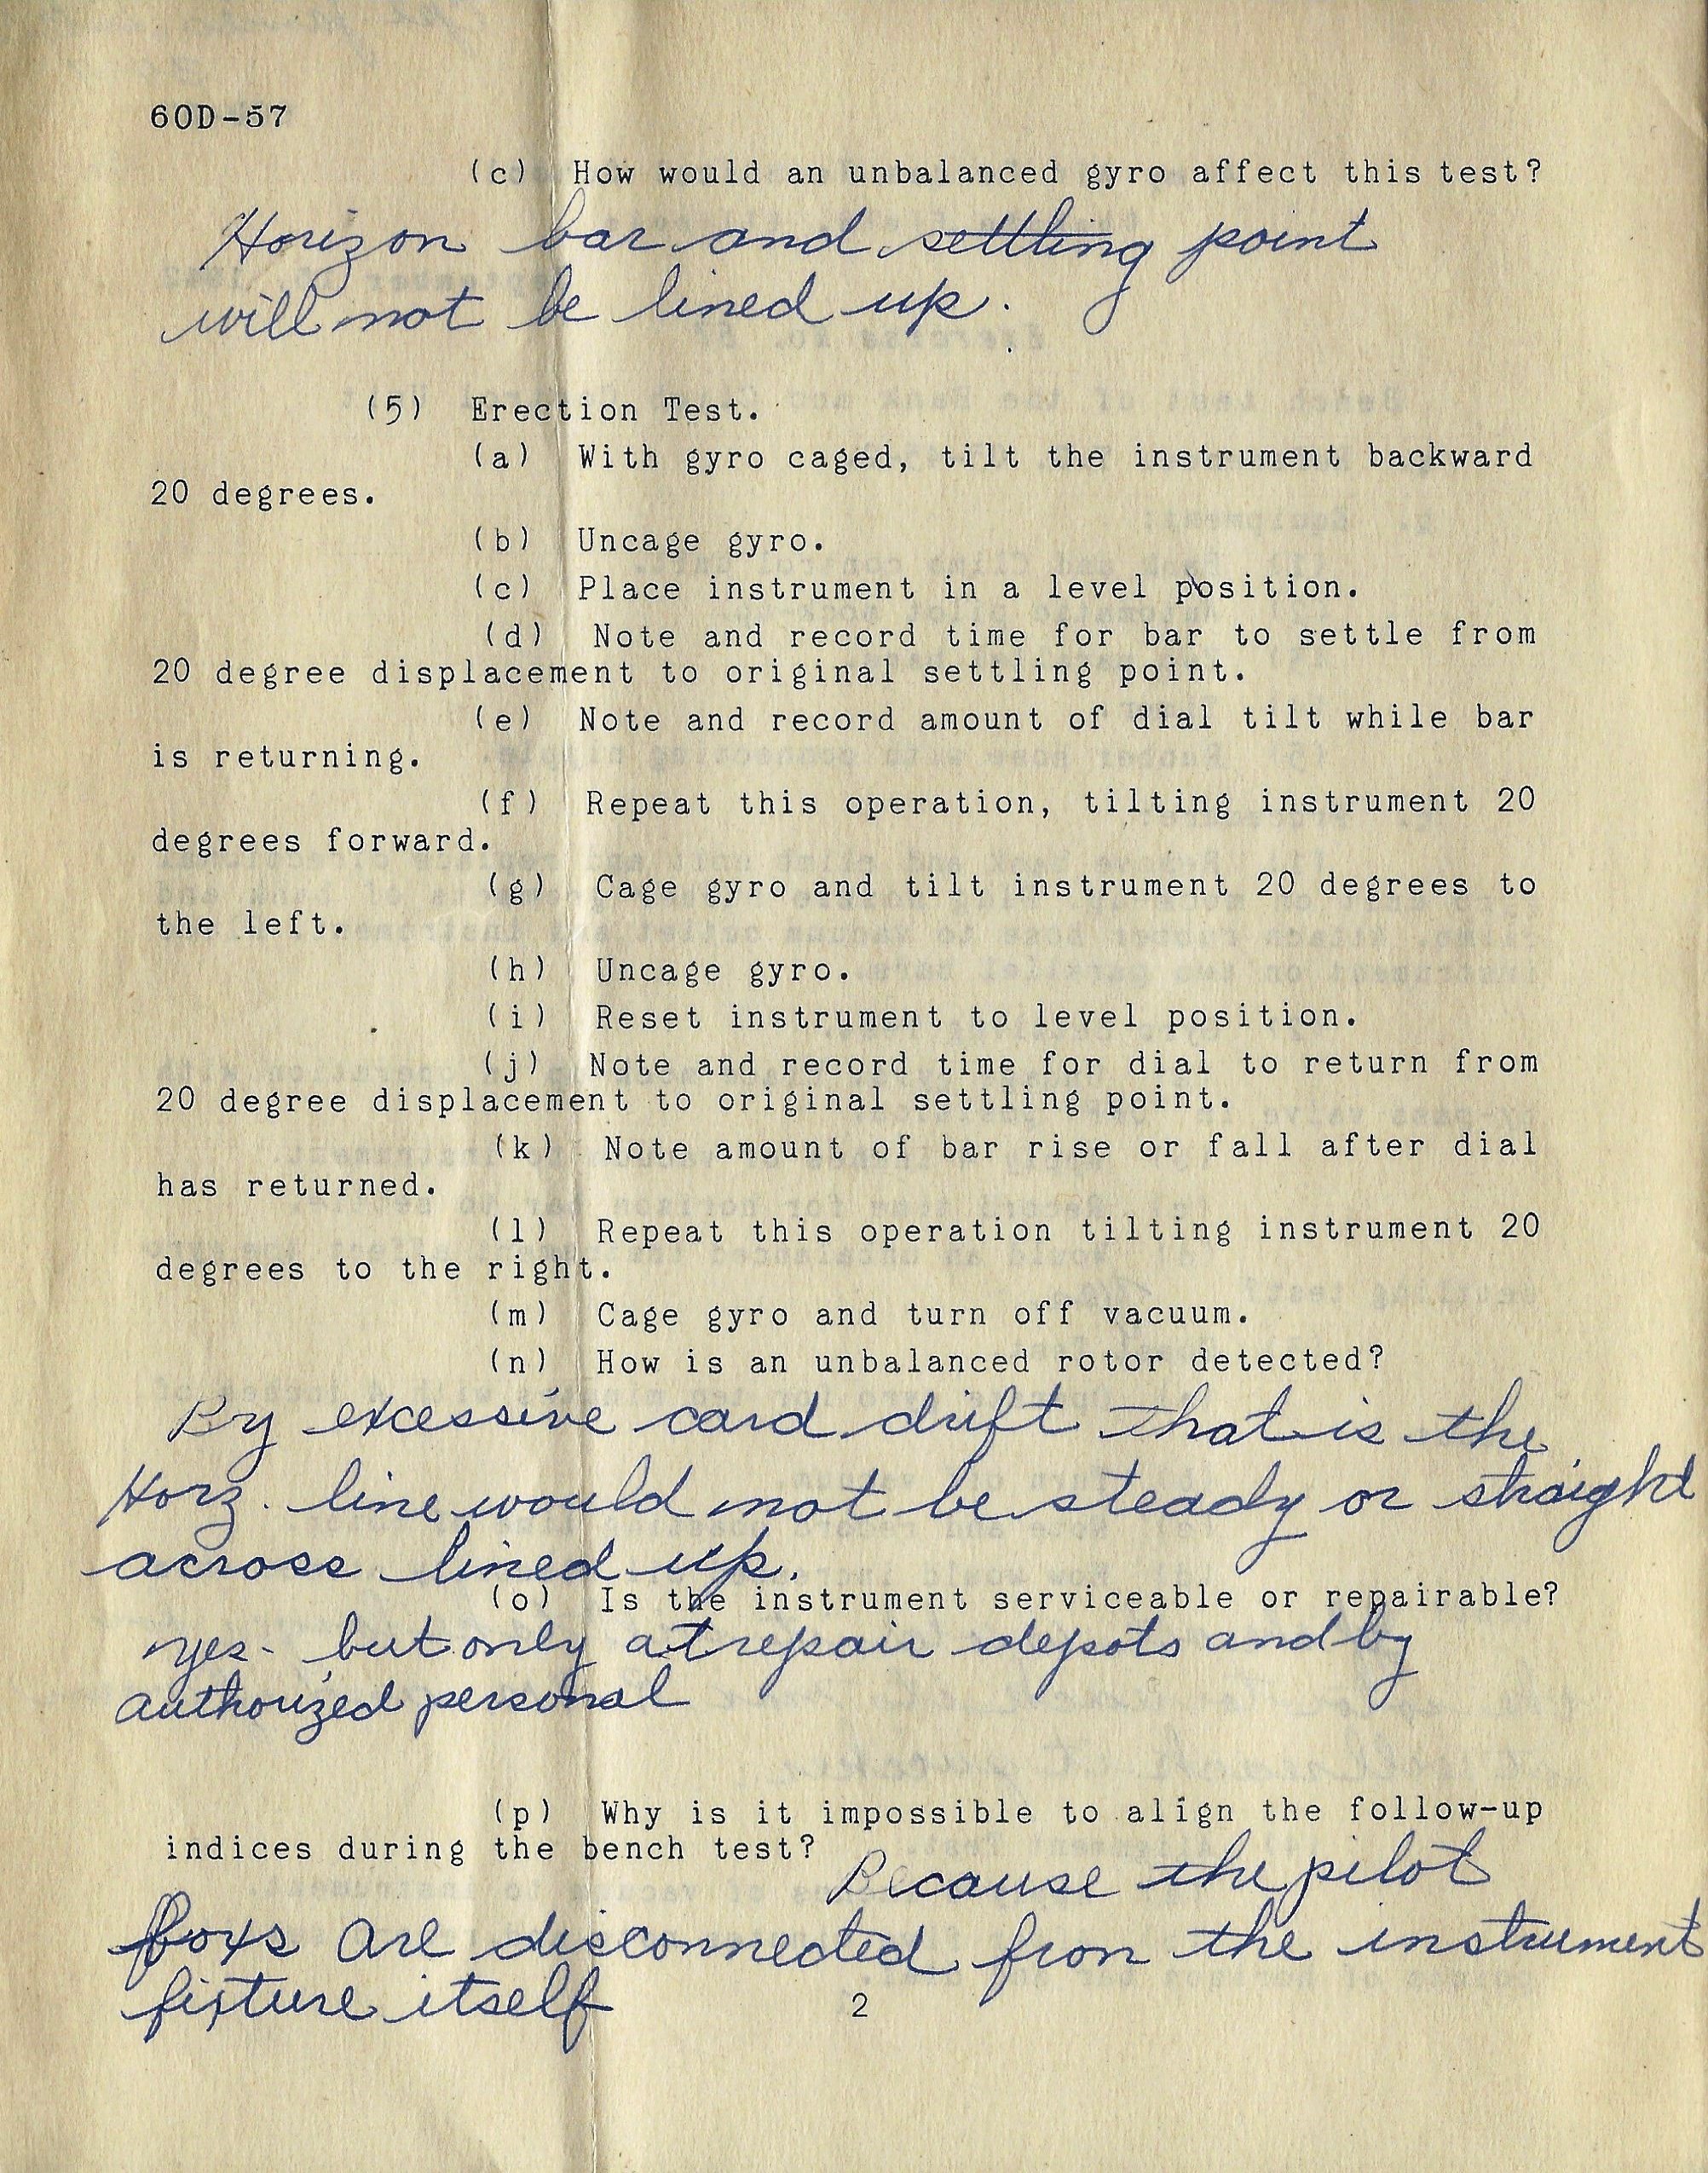 60D-57
(c) How would an unbalanced gyro affect this test?
Horizon bar and settling point
will not be lined up.
(5) Erection Test.
(a) With gyro caged, tilt the instrument backward
20 degrees.
(b) Uncage gyro.
(c) Place instrument in a level position.
(d) Note and record time for bar to settle from
20 degree displacement to original settling point.
(e) Note and record amount of dial tilt while bar
is returning.
(f) Repeat this operation, tilting instrument 20
degrees forward.
(g) Cage gyro and tilt instrument 20 degrees to
the left.
(h) Uncage gyro.
(i) Reset instrument to level position.
(j) Note and record time for dial to return from
20 degree displacement to original settling point.
(k) Note amount of bar rise or fall after dial
has returned.
(l) Repeat this operation tilting instrument 20
degrees to the right.
(m) Cage gyro and turn off vacuum.
(n) How is an unbalanced rotor detected?
By excessive card drift that is the
Horz. line would not be steady or straight
across lined up.
(o) Is the instrument serviceable or repairable?
yes - but only at repair depots and by
authorized personal
(p) Why is it impossible to align the follow-up
indices during the bench test?
Because the pilot
boxs are disconnected fron the instrument
fixture itself
2